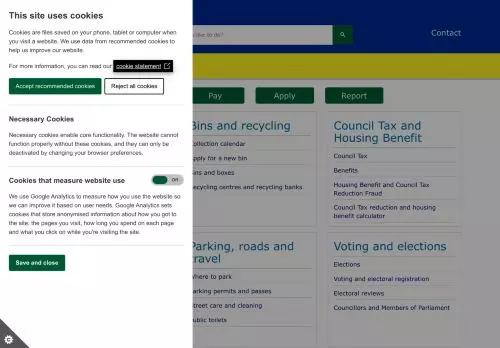 This site uses cookies
Cookies are files saved on your phone, tablet or computer when
you visit a website. We use data from recommended cookies to
help us improve our website.
For more information, you can read our cookie statement
Accept recommended cookies
Reject all cookies
Necessary Cookies
Necessary cookies enable core functionality. The website cannot
function properly without these cookies, and they can only be
deactivated by changing your browser preferences.
Cookies that measure website use
Off
We use Google Analytics to measure how you use the website so
we can improve it based on user needs. Google Analytics sets
cookies that store anonymised information about how you got to
the site, the pages you visit, how long you spend on each page
and what you click on while you're visiting the site.
Save and close
like to do?
Contact
Pay
Apply
Report
Bins and recycling
Collection calendar
Apply for a new bin
Bins and boxes
Recycling centres and recycling banks
Council Tax and
Housing Benefit
Council Tax
Benefits
Housing Benefit and Council Tax
Reduction Fraud
Council Tax reduction and housing
benefit calculator
Parking, roads and
travel
Where to park
Parking permits and passes
Street care and cleaning
Public toilets
Voting and elections
Elections
Voting and electoral registration
Electoral reviews
Councillors and Members of Parliament